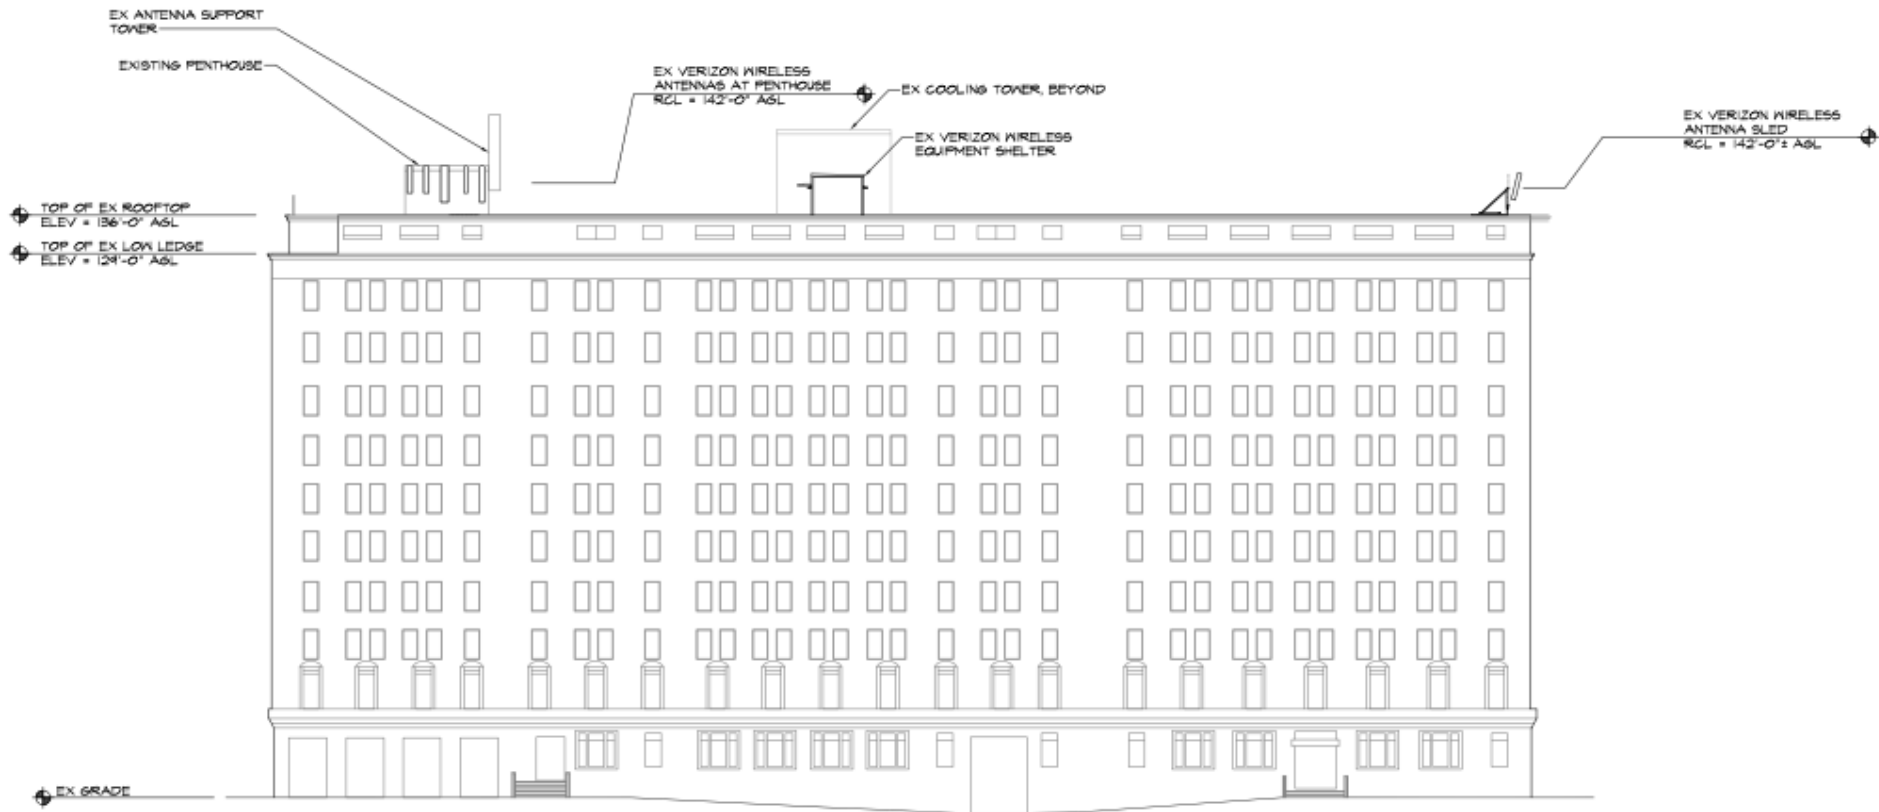 EX ANTENNA SUPPORT
TOWER
EXISTING PENTHOUSE
EX VERIZON WIRELESS
ANTENNAS AT PENTHOUSE
RCL = 142'-0" AGL
EX COOLING TOWER, BEYOND
EX VERIZON WIRELESS
EQUIPMENT SHELTER
EX VERIZON WIRELESS
ANTENNA SLED
RCL = 142'-0"± AGL
TOP OF EX ROOFTOP
ELEV = 136'-0" AGL
TOP OF EX LOW LEDGE
ELEV = 129'-0" AGL
EX GRADE